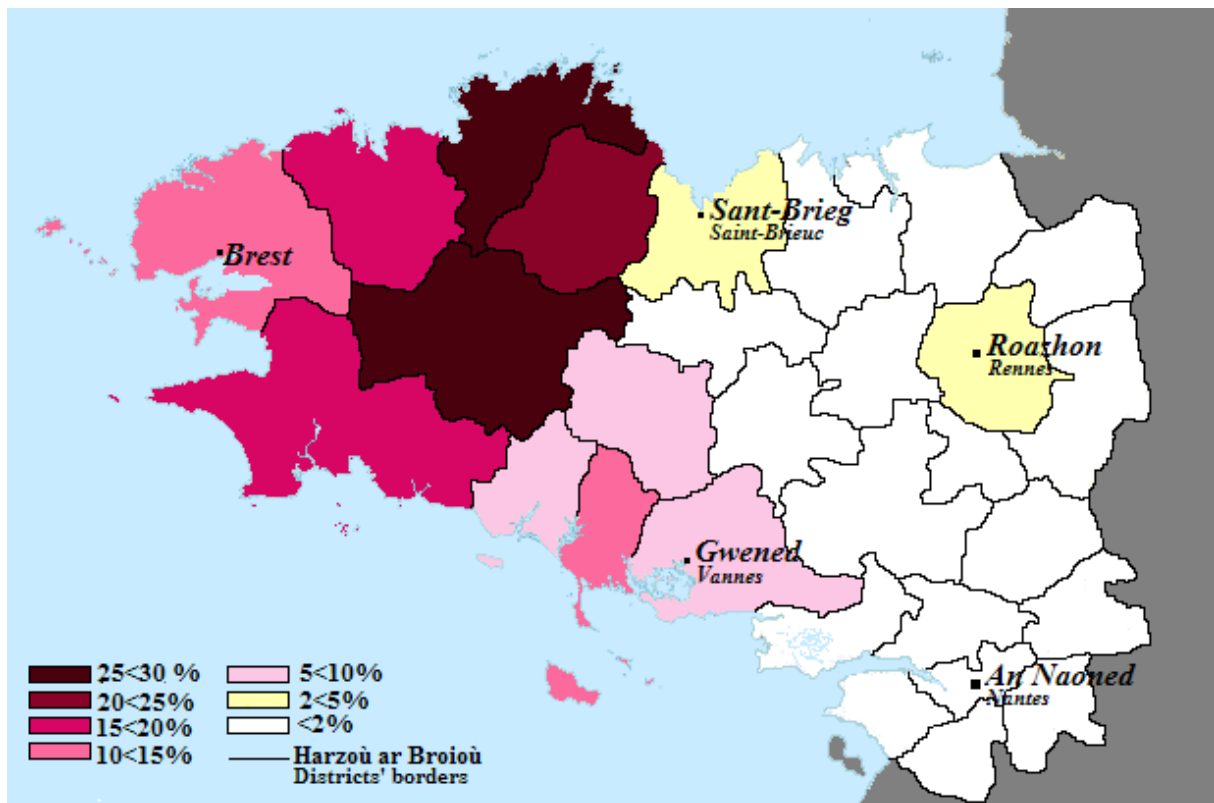 Sant-Brieg
Saint-Brieuc
Brest
Roazhon
Rennes
Gwened
Vannes
An Naoned
Nantes
25<30 %
20<25%
15<20%
10<15%
5<10%
2<5%
<2%
Harzoù ar Broioù
Districts' borders